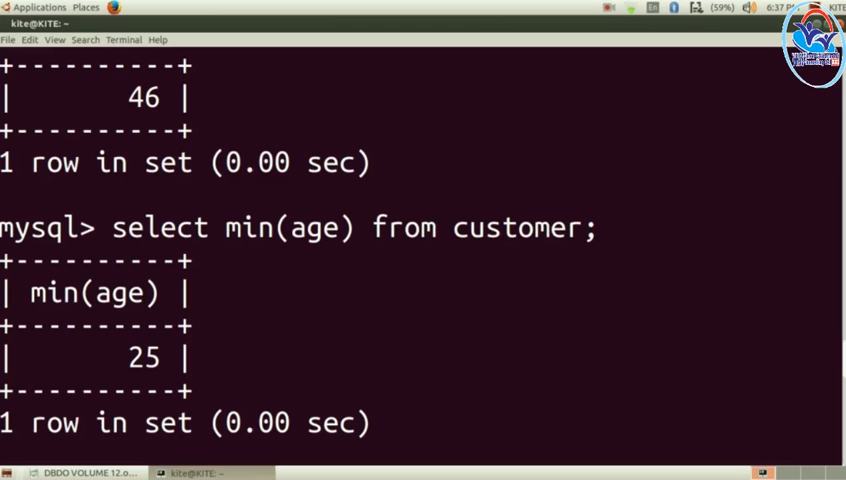 Applications Places En (59%) 6:37 PM KITE
kite@KITE: ~
File Edit View Search Terminal Help
+----------+
| 46 |
+----------+
1 row in set (0.00 sec)
mysql> select min(age) from customer;
+----------+
| min(age) |
+----------+
| 25 |
+----------+
1 row in set (0.00 sec)
DBDO VOLUME 12.o... kite@KITE: ~